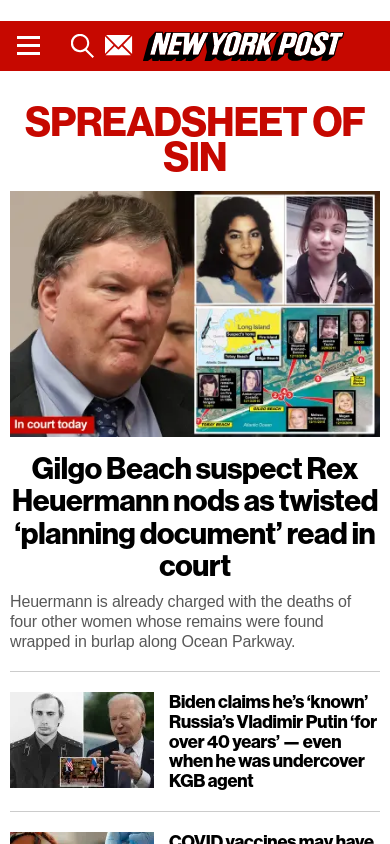 NEW YORK POST
SPREADSHEET OF
SIN
Long Island
GILGO BEACH
TOBAY BEACH
In court today
Gilgo Beach suspect Rex
Heuermann nods as twisted
‘planning document’ read in
court
Heuermann is already charged with the deaths of
four other women whose remains were found
wrapped in burlap along Ocean Parkway.
Biden claims he’s ‘known’
Russia’s Vladimir Putin ‘for
over 40 years’ — even
when he was undercover
KGB agent
COVID vaccines may have